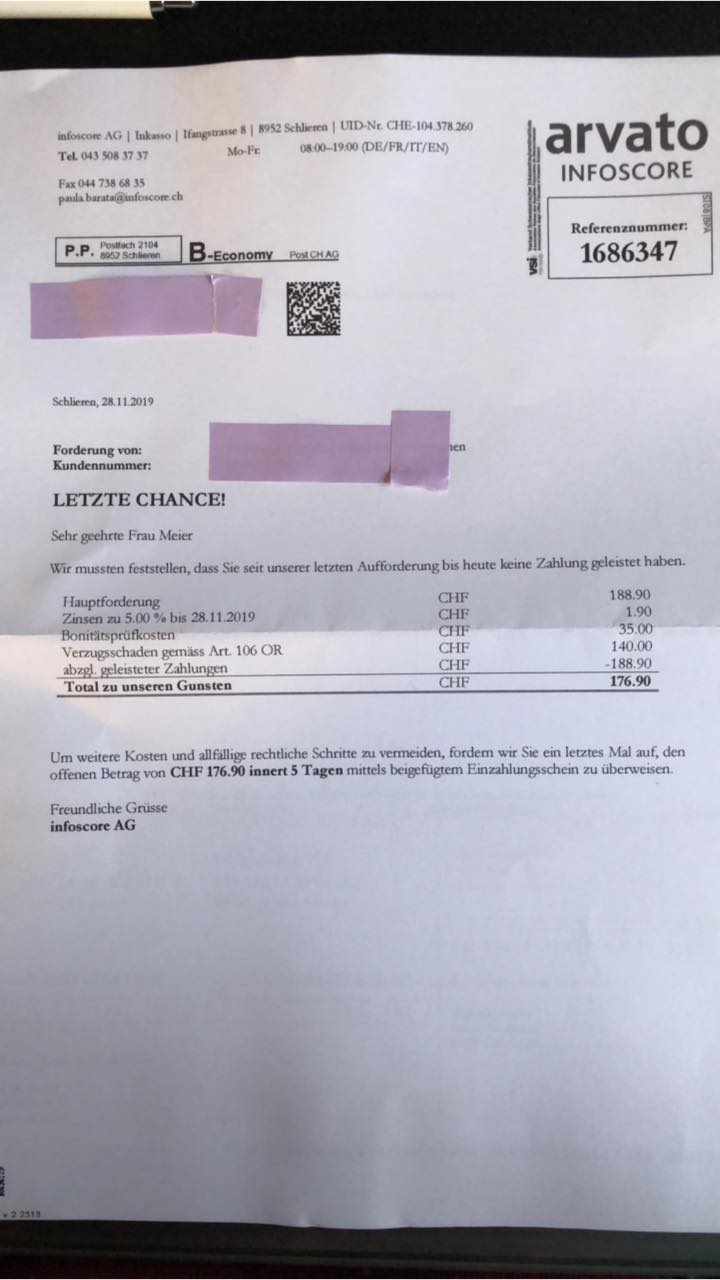 infoscore AG | Inkasso | Ifangstrasse 8 | 8952 Schlieren | UID-Nr. CHE-104.378.260
Tel. 043 508 37 37 Mo-Fr: 08:00–19:00 (DE/FR/IT/EN)
Fax 044 738 68 35
paula.barata@infoscore.ch
arvato
INFOSCORE
vsi
Referenznummer:
1686347
P.P. Postfach 2104
8952 Schlieren
B-Economy Post CH AG
Schlieren, 28.11.2019
Forderung von:
Kundennummer:
LETZTE CHANCE!
Sehr geehrte Frau Meier
Wir mussten feststellen, dass Sie seit unserer letzten Aufforderung bis heute keine Zahlung geleistet haben.
Hauptforderung CHF 188.90
Zinsen zu 5.00 % bis 28.11.2019 CHF 1.90
Bonitätsprüfkosten CHF 35.00
Verzugsschaden gemäss Art. 106 OR CHF 140.00
abzgl. geleisteter Zahlungen CHF -188.90
Total zu unseren Gunsten CHF 176.90
Um weitere Kosten und allfällige rechtliche Schritte zu vermeiden, fordern wir Sie ein letztes Mal auf, den
offenen Betrag von CHF 176.90 innert 5 Tagen mittels beigefügtem Einzahlungsschein zu überweisen.
Freundliche Grüsse
infoscore AG
v 2 2513